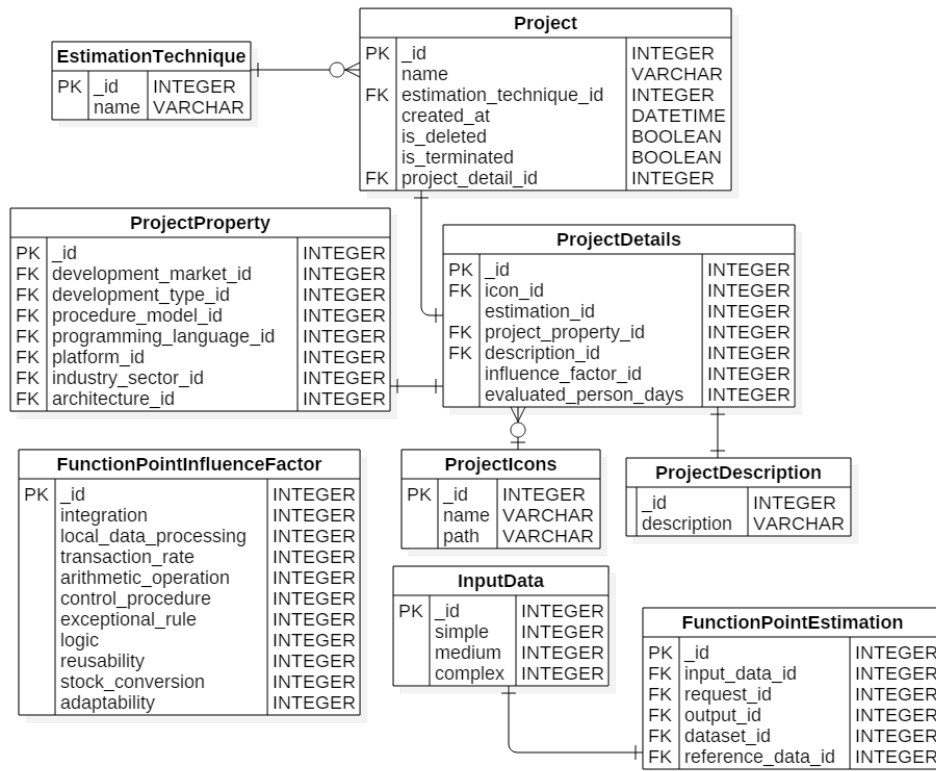 Project
PK _id INTEGER
name VARCHAR
FK estimation_technique_id INTEGER
created_at DATETIME
is_deleted BOOLEAN
is_terminated BOOLEAN
FK project_detail_id INTEGER
EstimationTechnique
PK _id INTEGER
name VARCHAR
ProjectProperty
PK _id INTEGER
FK development_market_id INTEGER
FK development_type_id INTEGER
FK procedure_model_id INTEGER
FK programming_language_id INTEGER
FK platform_id INTEGER
FK industry_sector_id INTEGER
FK architecture_id INTEGER
ProjectDetails
PK _id INTEGER
FK icon_id INTEGER
estimation_id INTEGER
FK project_property_id INTEGER
FK description_id INTEGER
influence_factor_id INTEGER
evaluated_person_days INTEGER
FunctionPointInfluenceFactor
PK _id INTEGER
integration INTEGER
local_data_processing INTEGER
transaction_rate INTEGER
arithmetic_operation INTEGER
control_procedure INTEGER
exceptional_rule INTEGER
logic INTEGER
reusability INTEGER
stock_conversion INTEGER
adaptability INTEGER
ProjectIcons
PK _id INTEGER
name VARCHAR
path VARCHAR
ProjectDescription
_id INTEGER
description VARCHAR
InputData
PK _id INTEGER
simple INTEGER
medium INTEGER
complex INTEGER
FunctionPointEstimation
PK _id INTEGER
FK input_data_id INTEGER
FK request_id INTEGER
FK output_id INTEGER
FK dataset_id INTEGER
FK reference_data_id INTEGER